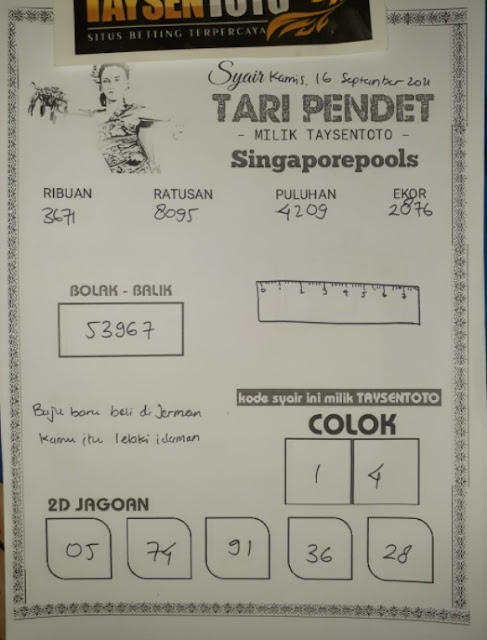 TAYSENTOTO
SITUS BETTING TERPERCAYA
Syair Kamis, 16 September 2021
TARI PENDET
- MILIK TAYSENTOTO -
Singaporepools
RIBUAN RATUSAN PULUHAN EKOR
3671 8095 4209 2876
BOLAK - BALIK
53967
kode syair ini milik TAYSENTOTO
Baju baru beli di Jerman
Kamu itu lelaki idaman
COLOK
1 4
2D JAGOAN
05 74 91 36 28